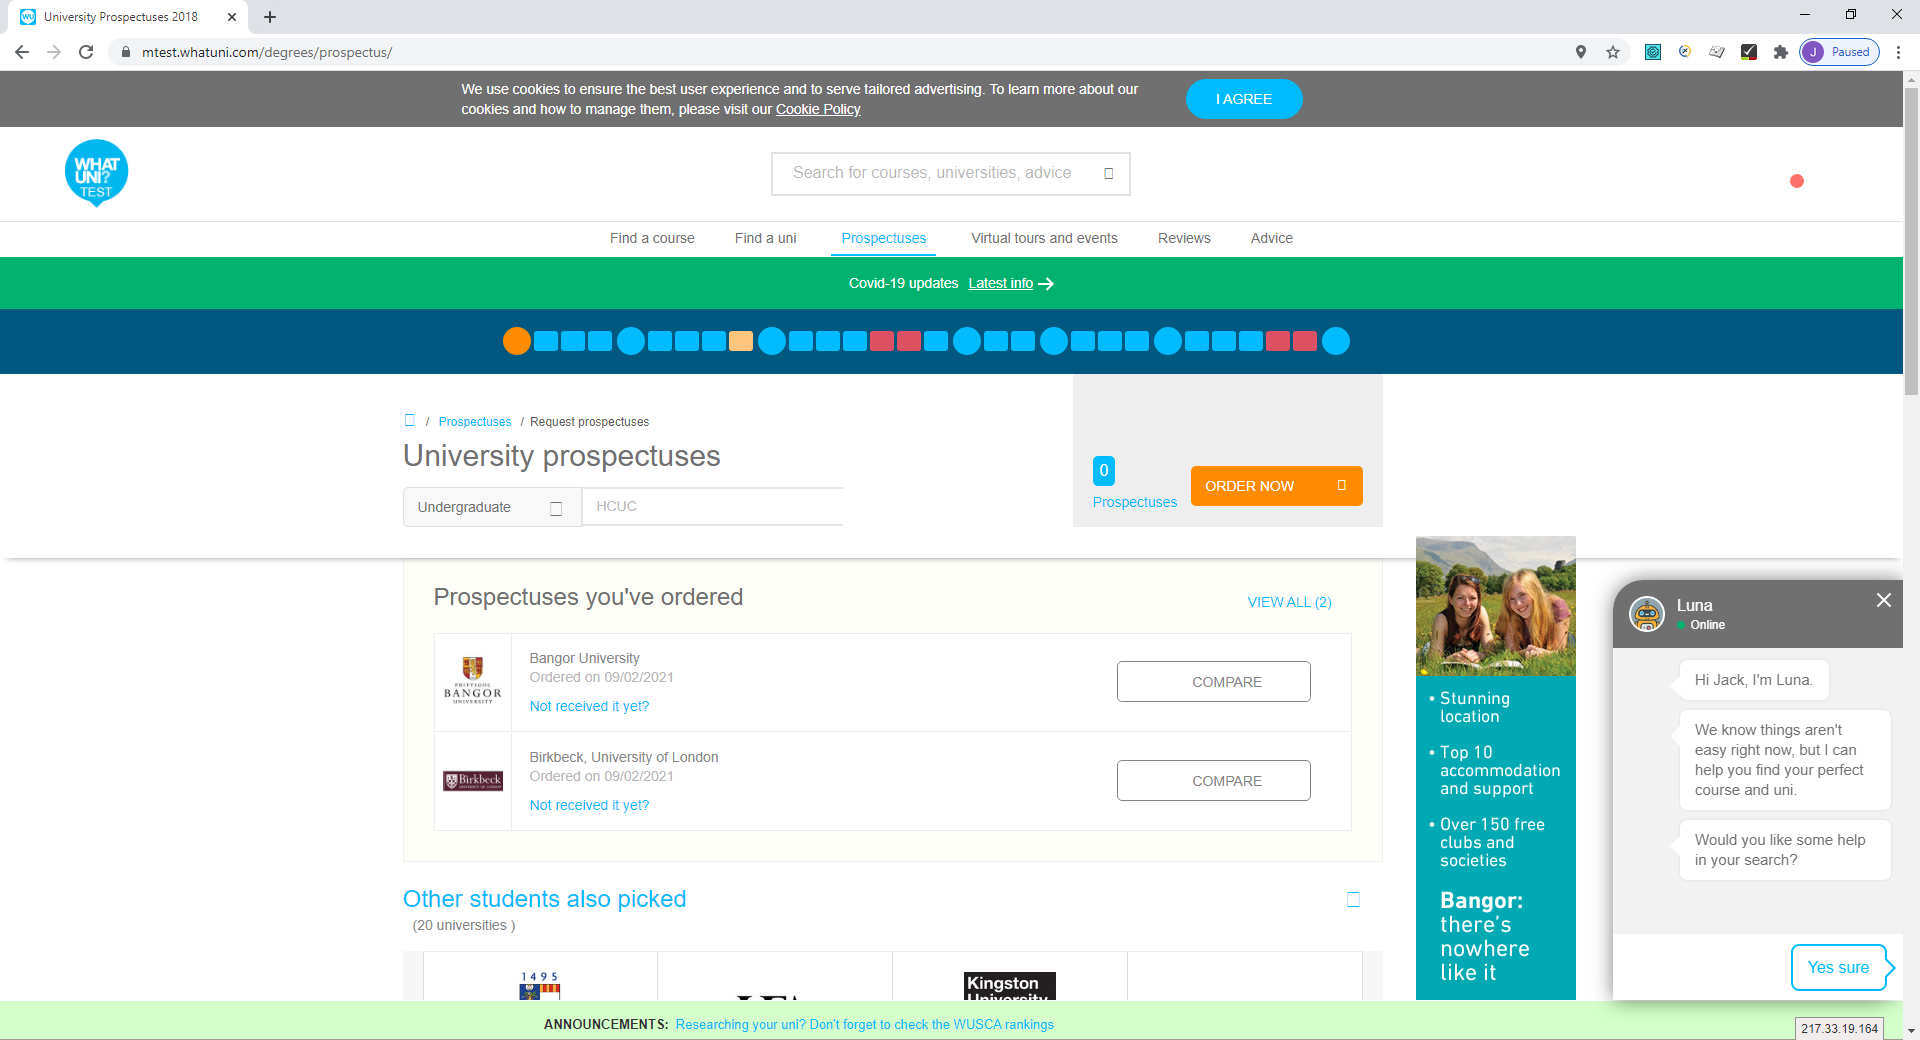 University Prospectuses 2018
mtest.whatuni.com/degrees/prospectus/
J Paused
We use cookies to ensure the best user experience and to serve tailored advertising. To learn more about our
cookies and how to manage them, please visit our Cookie Policy
I AGREE
WHAT
UNI?
TEST
Search for courses, universities, advice
Find a course Find a uni Prospectuses Virtual tours and events Reviews Advice
Covid-19 updates Latest info
/ Prospectuses / Request prospectuses
University prospectuses
Undergraduate HCUC
0
Prospectuses
ORDER NOW
Prospectuses you've ordered
VIEW ALL (2)
PRIFYSGOL
BANGOR
UNIVERSITY
Bangor University
Ordered on 09/02/2021
Not received it yet?
COMPARE
Birkbeck
UNIVERSITY OF LONDON
Birkbeck, University of London
Ordered on 09/02/2021
Not received it yet?
COMPARE
Other students also picked
(20 universities )
1495
Kingston
University
• Stunning
location
• Top 10
accommodation
and support
• Over 150 free
clubs and
societies
Bangor:
there's
nowhere
like it
Luna
Online
Hi Jack, I'm Luna.
We know things aren't
easy right now, but I can
help you find your perfect
course and uni.
Would you like some help
in your search?
Yes sure
ANNOUNCEMENTS: Researching your uni? Don't forget to check the WUSCA rankings
217.33.19.164